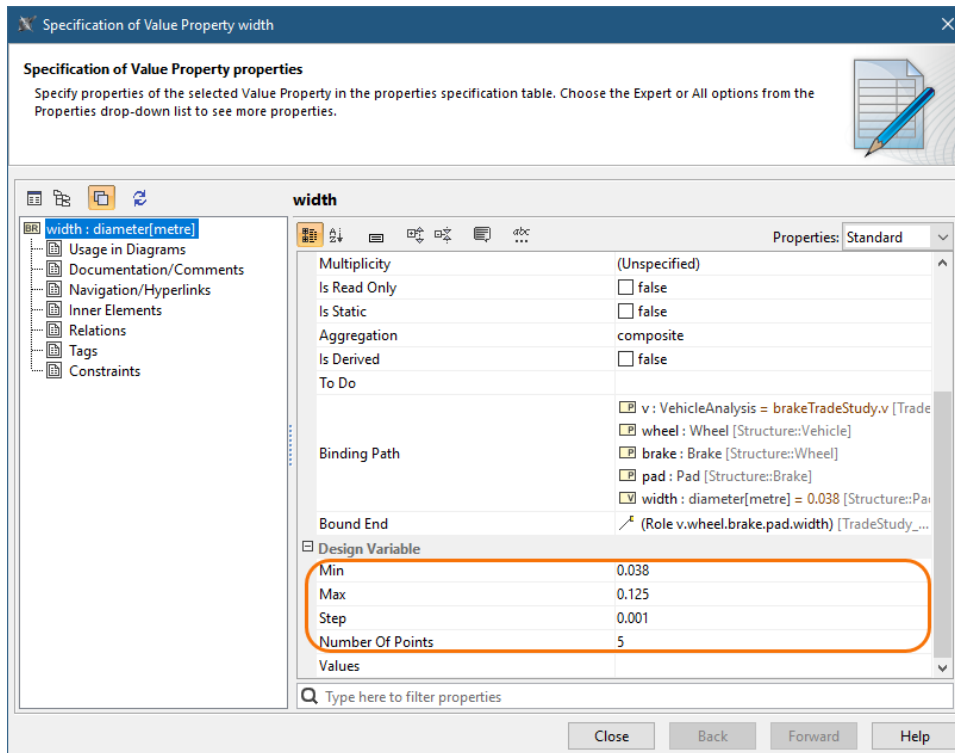 Specification of Value Property width
Specification of Value Property properties
Specify properties of the selected Value Property in the properties specification table. Choose the Expert or All options from the
Properties drop-down list to see more properties.
width
BR width : diameter[metre]
Usage in Diagrams
Documentation/Comments
Navigation/Hyperlinks
Inner Elements
Relations
Tags
Constraints
Properties: Standard
Multiplicity (Unspecified)
Is Read Only false
Is Static false
Aggregation composite
Is Derived false
To Do
Binding Path
P v : VehicleAnalysis = brakeTradeStudy.v [Trade
P wheel : Wheel [Structure::Vehicle]
P brake : Brake [Structure::Wheel]
P pad : Pad [Structure::Brake]
V width : diameter[metre] = 0.038 [Structure::Pa
Bound End E (Role v.wheel.brake.pad.width) [TradeStudy_...
Design Variable
Min 0.038
Max 0.125
Step 0.001
Number Of Points 5
Values
Type here to filter properties
Close Back Forward Help